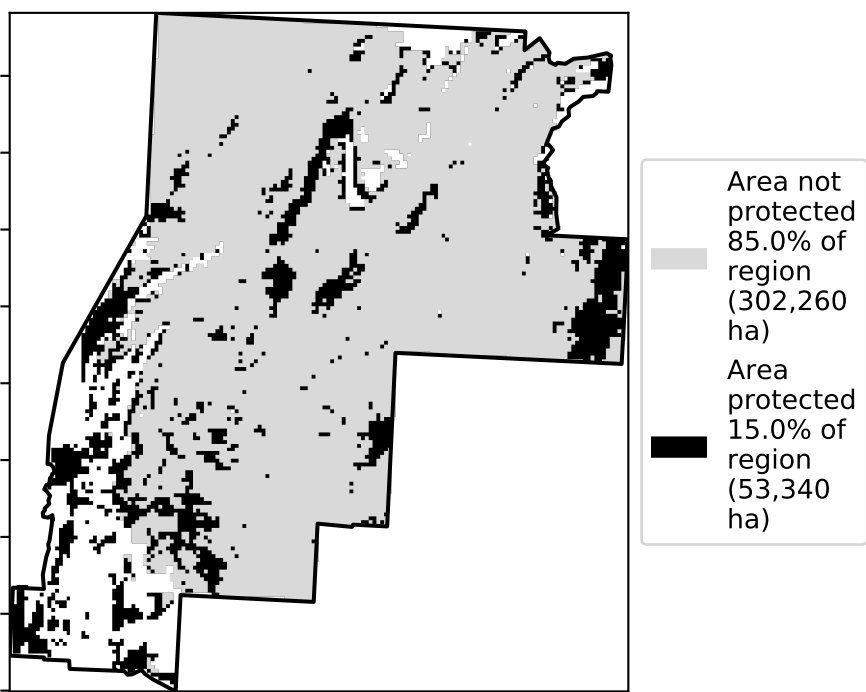 Area not
protected
85.0% of
region
(302,260
ha)
Area
protected
15.0% of
region
(53,340
ha)